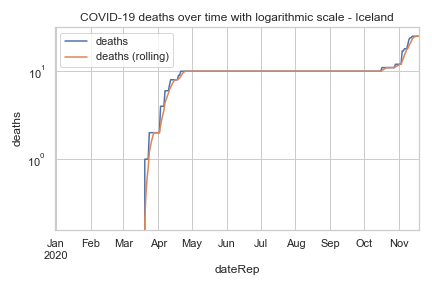 COVID-19 deaths over time with logarithmic scale - Iceland
deaths
deaths (rolling)
10¹
10⁰
deaths
Jan Feb Mar Apr May Jun Jul Aug Sep Oct Nov
2020
dateRep